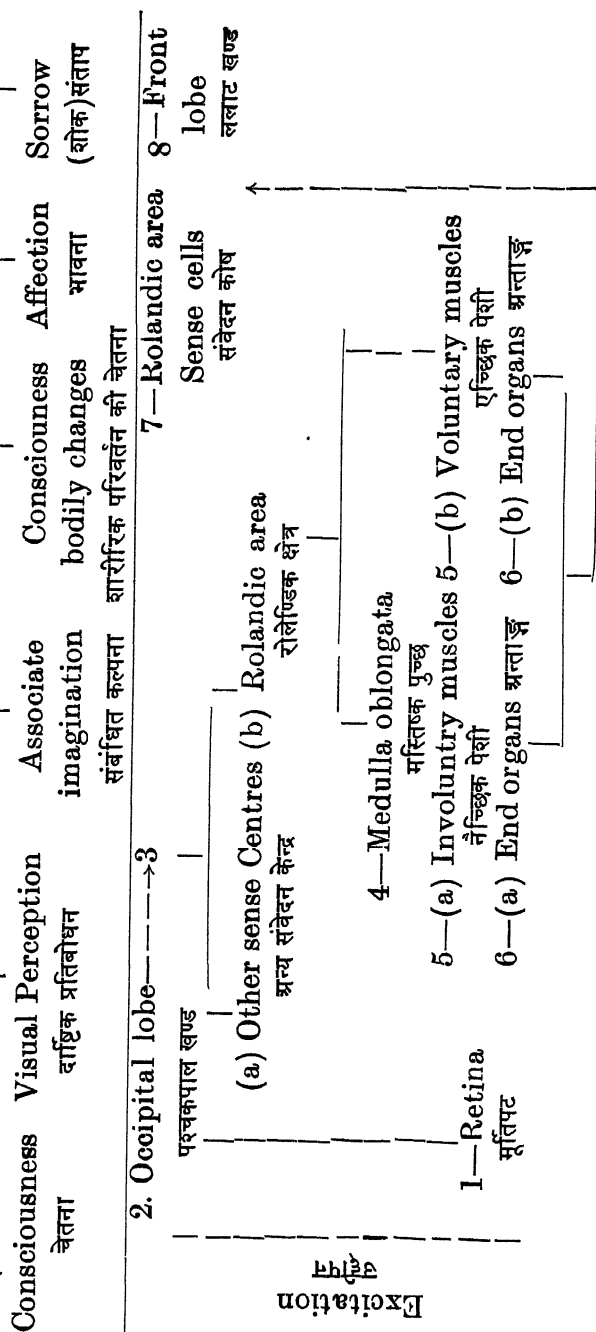 Consciousness Visual Perception Associate Consciouness Affection Sorrow
चेतना दार्ष्टिक प्रतिबोधन imagination bodily changes भावना (शोक)संताप
संबंधित कल्पना शारीरिक परिवर्तन की चेतना
2. Occipital lobe————→3 7—Rolandic area 8—Front
पश्चकपाल खण्ड Sense cells lobe
संवेदन कोष ललाट खण्ड
(a) Other sense Centres (b) Rolandic area
अन्य संवेदन केन्द्र रोलेण्डिक क्षेत्र
4—Medulla oblongata
मस्तिष्क पुच्छ
5—(a) Involuntry muscles 5—(b) Voluntary muscles
नैच्छिक पेशी एच्छिक पेशी
1—Retina 6—(a) End organs अन्ताङ्ग 6—(b) End organs अन्ताङ्ग
मूर्तिपट
Excitation
उद्दीपन